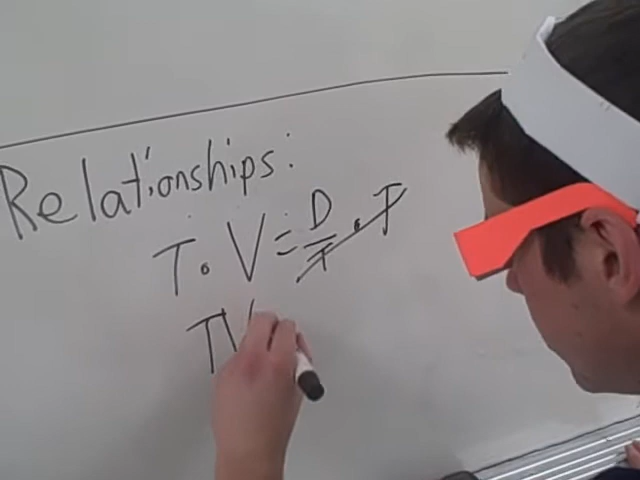 Relationships:
T • V = D/T • T
TV